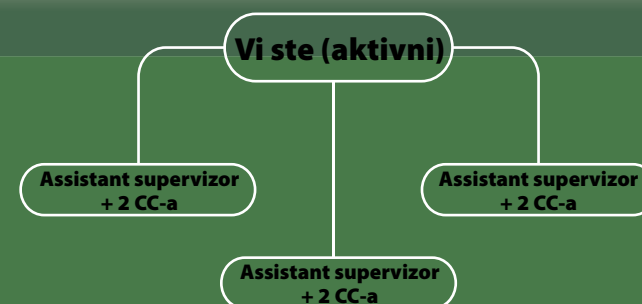 Vi ste (aktivni)
Assistant supervizor
+ 2 CC-a
Assistant supervizor
+ 2 CC-a
Assistant supervizor
+ 2 CC-a